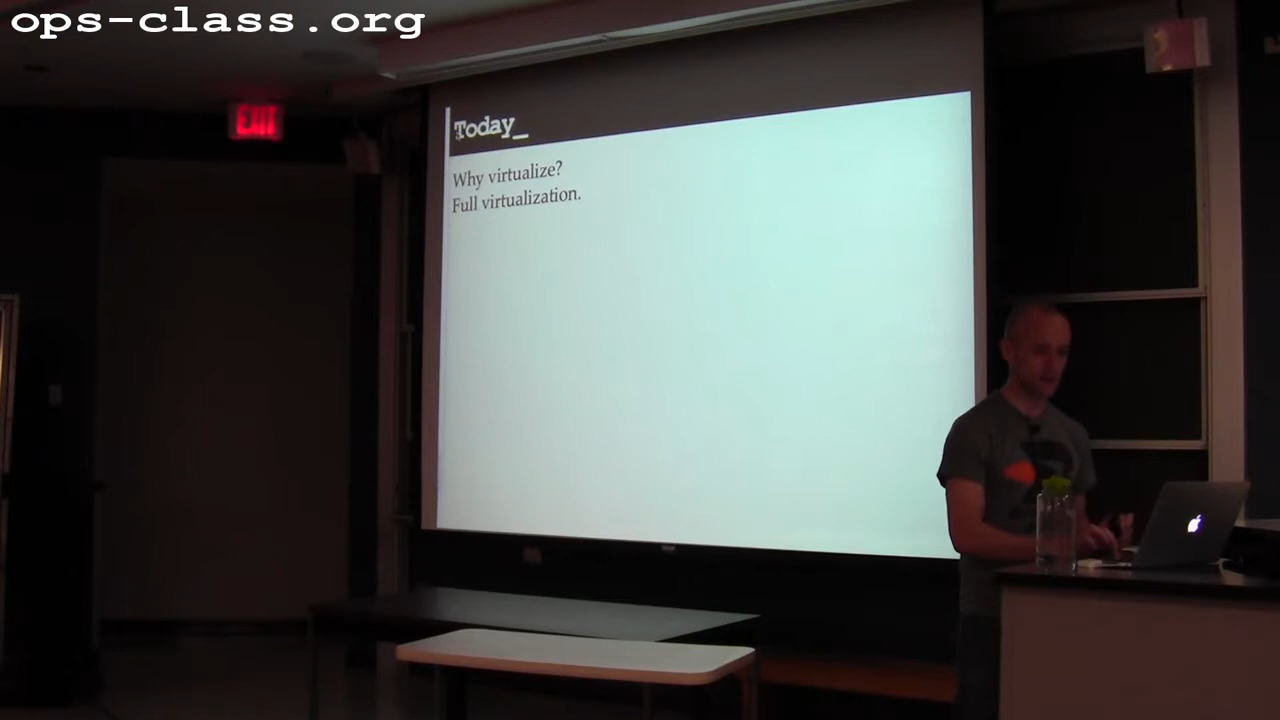 ops-class.org
EXIT
Today_
Why virtualize?
Full virtualization.